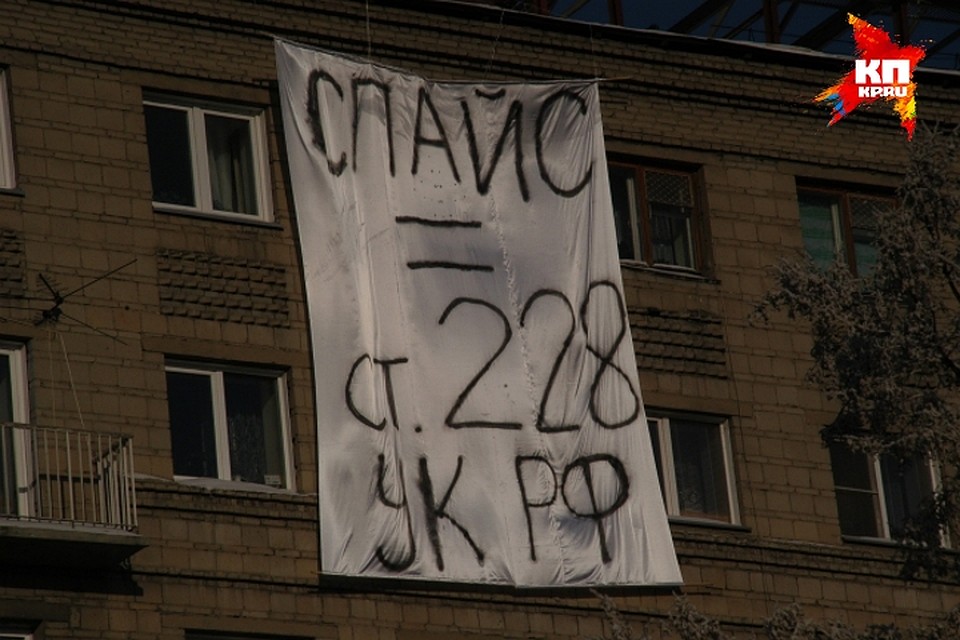 СПАЙС
=
ст. 228
УК РФ
КП
KP.RU